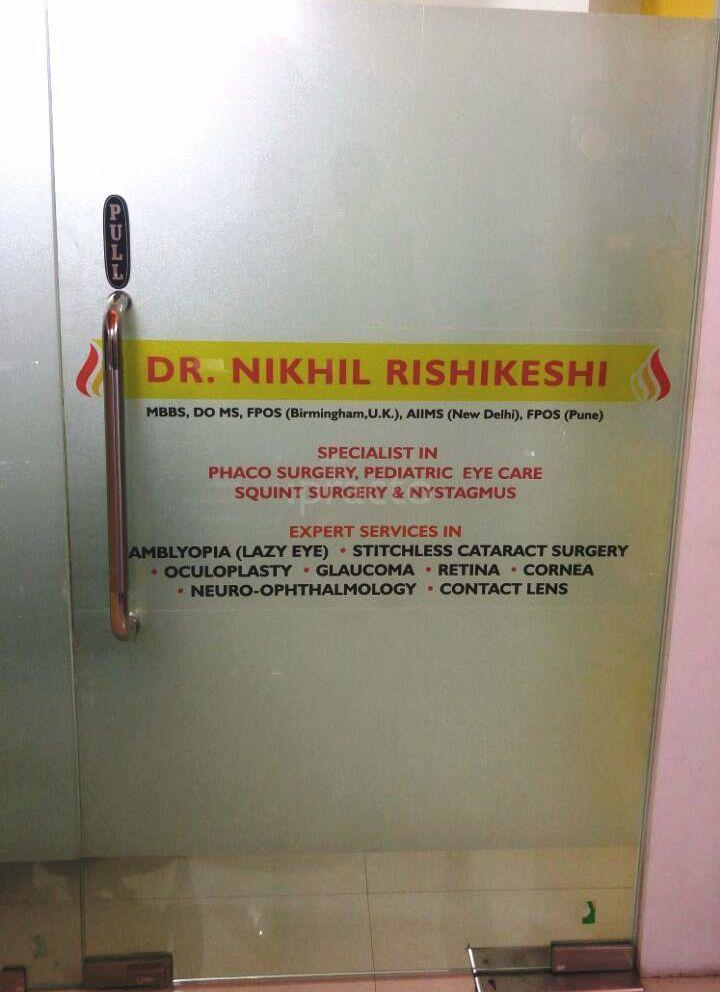 PULL
DR. NIKHIL RISHIKESHI
MBBS, DO MS, FPOS (Birmingham,U.K.), AIIMS (New Delhi), FPOS (Pune)
SPECIALIST IN
PHACO SURGERY, PEDIATRIC EYE CARE
SQUINT SURGERY & NYSTAGMUS
practo
EXPERT SERVICES IN
AMBLYOPIA (LAZY EYE) • STITCHLESS CATARACT SURGERY
• OCULOPLASTY • GLAUCOMA • RETINA • CORNEA
• NEURO-OPHTHALMOLOGY • CONTACT LENS